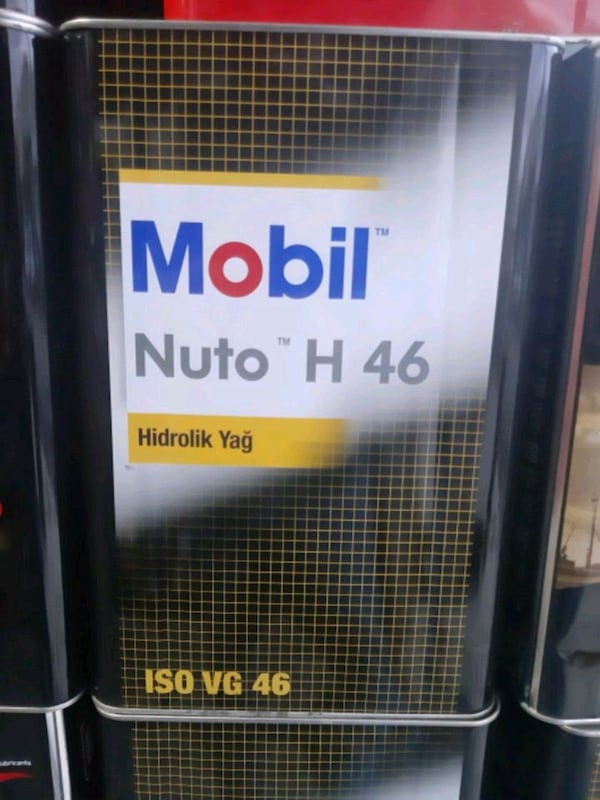 Mobil™
Nuto™ H 46
Hidrolik Yağ
ISO VG 46